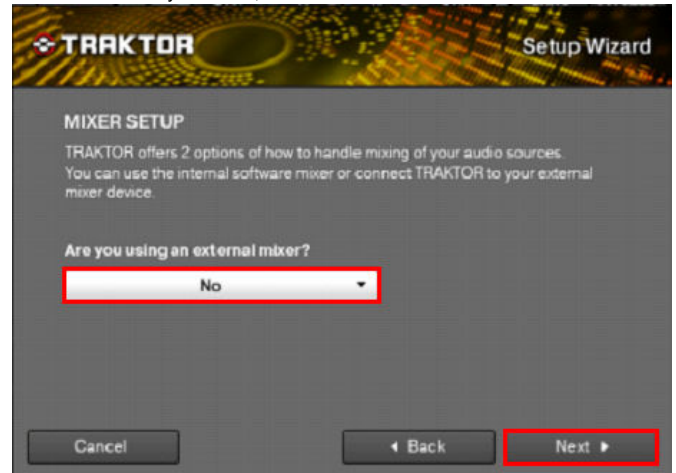 TRAKTOR
Setup Wizard
MIXER SETUP
TRAKTOR offers 2 options of how to handle mixing of your audio sources.
You can use the internal software mixer or connect TRAKTOR to your external
mixer device.
Are you using an external mixer?
No
Cancel
Back
Next